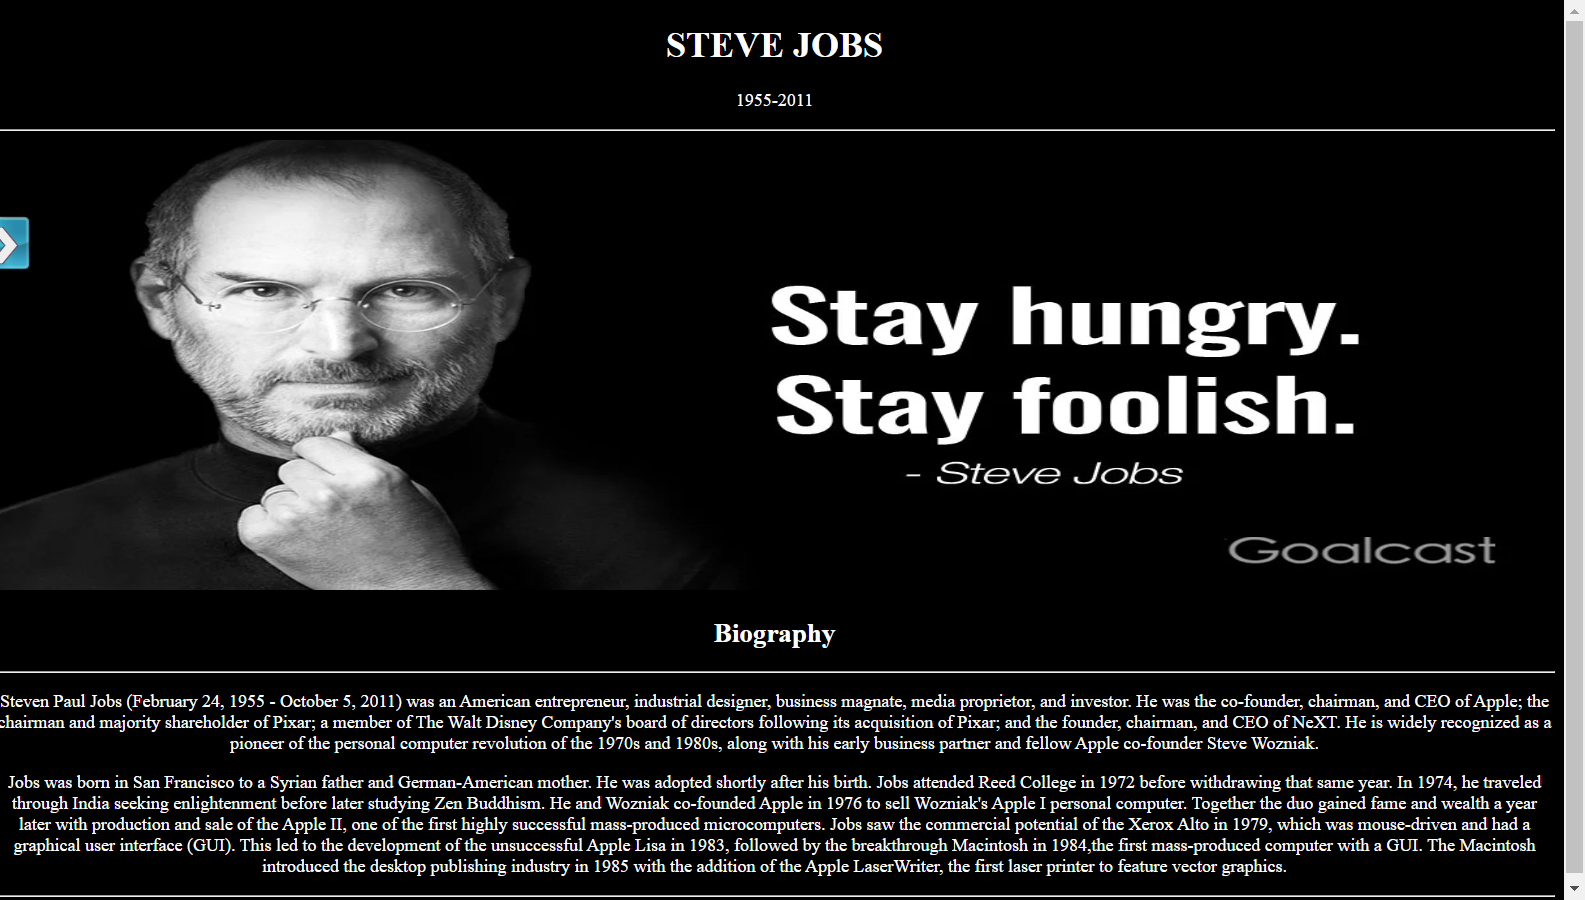 STEVE JOBS
1955-2011
Stay hungry.
Stay foolish.
- Steve Jobs
Goalcast
Biography
Steven Paul Jobs (February 24, 1955 - October 5, 2011) was an American entrepreneur, industrial designer, business magnate, media proprietor, and investor. He was the co-founder, chairman, and CEO of Apple; the
chairman and majority shareholder of Pixar; a member of The Walt Disney Company's board of directors following its acquisition of Pixar; and the founder, chairman, and CEO of NeXT. He is widely recognized as a
pioneer of the personal computer revolution of the 1970s and 1980s, along with his early business partner and fellow Apple co-founder Steve Wozniak.
Jobs was born in San Francisco to a Syrian father and German-American mother. He was adopted shortly after his birth. Jobs attended Reed College in 1972 before withdrawing that same year. In 1974, he traveled
through India seeking enlightenment before later studying Zen Buddhism. He and Wozniak co-founded Apple in 1976 to sell Wozniak's Apple I personal computer. Together the duo gained fame and wealth a year
later with production and sale of the Apple II, one of the first highly successful mass-produced microcomputers. Jobs saw the commercial potential of the Xerox Alto in 1979, which was mouse-driven and had a
graphical user interface (GUI). This led to the development of the unsuccessful Apple Lisa in 1983, followed by the breakthrough Macintosh in 1984,the first mass-produced computer with a GUI. The Macintosh
introduced the desktop publishing industry in 1985 with the addition of the Apple LaserWriter, the first laser printer to feature vector graphics.